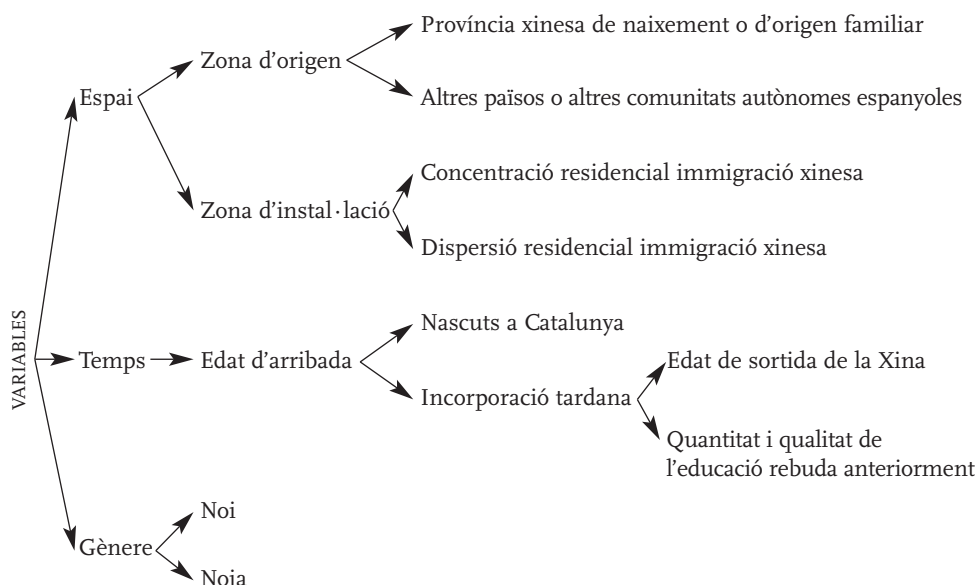 Província xinesa de naixement o d’origen familiar
Zona d’origen
Espai
Altres països o altres comunitats autònomes espanyoles
Concentració residencial immigració xinesa
Zona d’instal·lació
Dispersió residencial immigració xinesa
VARIABLES
Nascuts a Catalunya
Temps
Edat d’arribada
Edat de sortida de la Xina
Incorporació tardana
Quantitat i qualitat de
l’educació rebuda anteriorment
Noi
Gènere
Noia